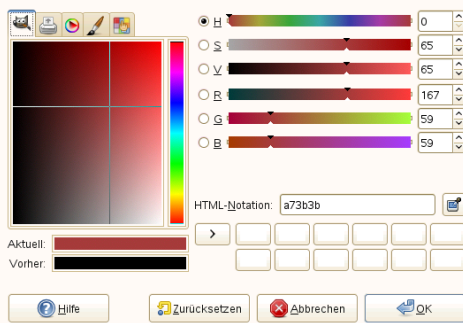 H 0
S 65
V 65
R 167
G 59
B 59
HTML-Notation: a73b3b
Aktuell:
Vorher:
Hilfe Zurücksetzen Abbrechen OK